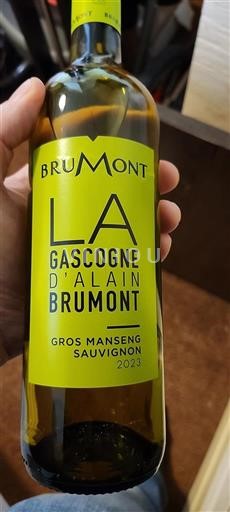 BRUMONT
LA
GASCOGNE
D'ALAIN
BRUMONT
GROS MANSENG
SAUVIGNON
2023